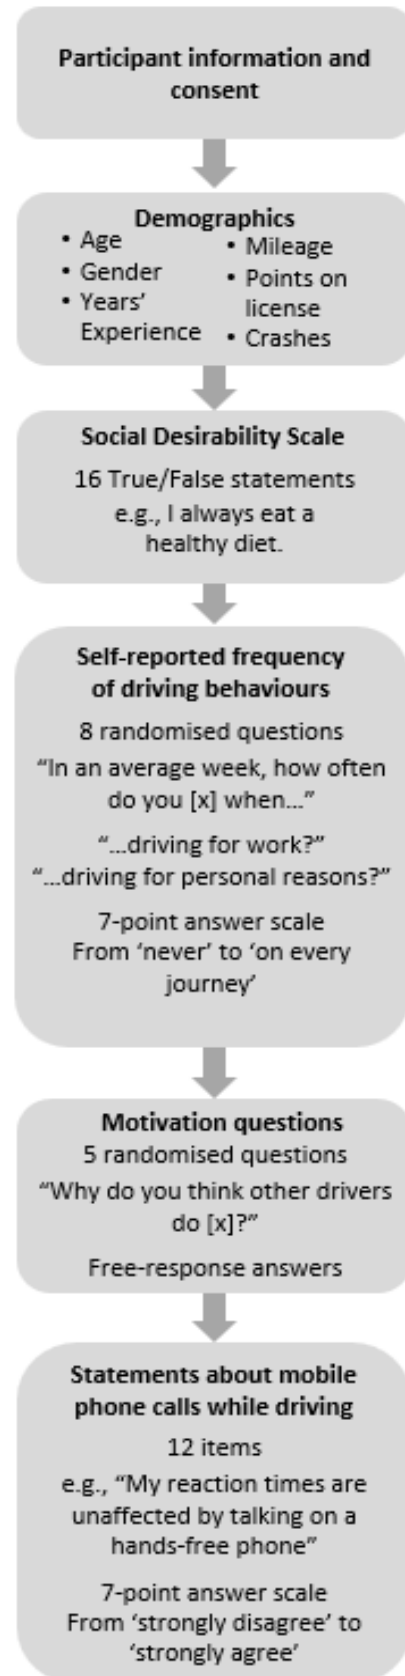 Participant information and
consent
Demographics
• Age
• Gender
• Years'
Experience
• Mileage
• Points on
license
• Crashes
Social Desirability Scale
16 True/False statements
e.g., I always eat a
healthy diet.
Self-reported frequency
of driving behaviours
8 randomised questions
“In an average week, how often
do you [x] when...”
“...driving for work?”
“...driving for personal reasons?”
7-point answer scale
From ‘never’ to ‘on every
journey’
Motivation questions
5 randomised questions
“Why do you think other drivers
do [x]?”
Free-response answers
Statements about mobile
phone calls while driving
12 items
e.g., “My reaction times are
unaffected by talking on a
hands-free phone”
7-point answer scale
From ‘strongly disagree’ to
‘strongly agree’